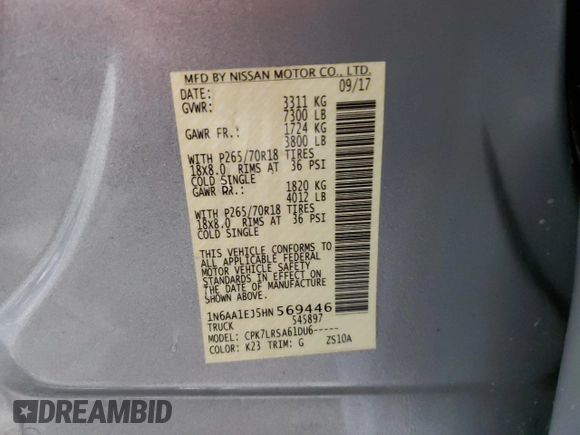 MFD BY NISSAN MOTOR CO., LTD.
DATE: 09/17
GVWR: 3311 KG
7300 LB
GAWR FR.: 1724 KG
3800 LB
WITH P265/70R18 TIRES
18X8.0 RIMS AT 36 PSI
COLD SINGLE
GAWR RR.: 1820 KG
4012 LB
WITH P265/70R18 TIRES
18X8.0 RIMS AT 36 PSI
COLD SINGLE
THIS VEHICLE CONFORMS TO
ALL APPLICABLE FEDERAL
MOTOR VEHICLE SAFETY
STANDARDS IN EFFECT ON
THE DATE OF MANUFACTURE
SHOWN ABOVE.
1N6AA1EJ5HN569446
TRUCK 545897
MODEL: CPK7LRSA61DU6-----
COLOR: K23 TRIM: G ZS10A
DREAMBID